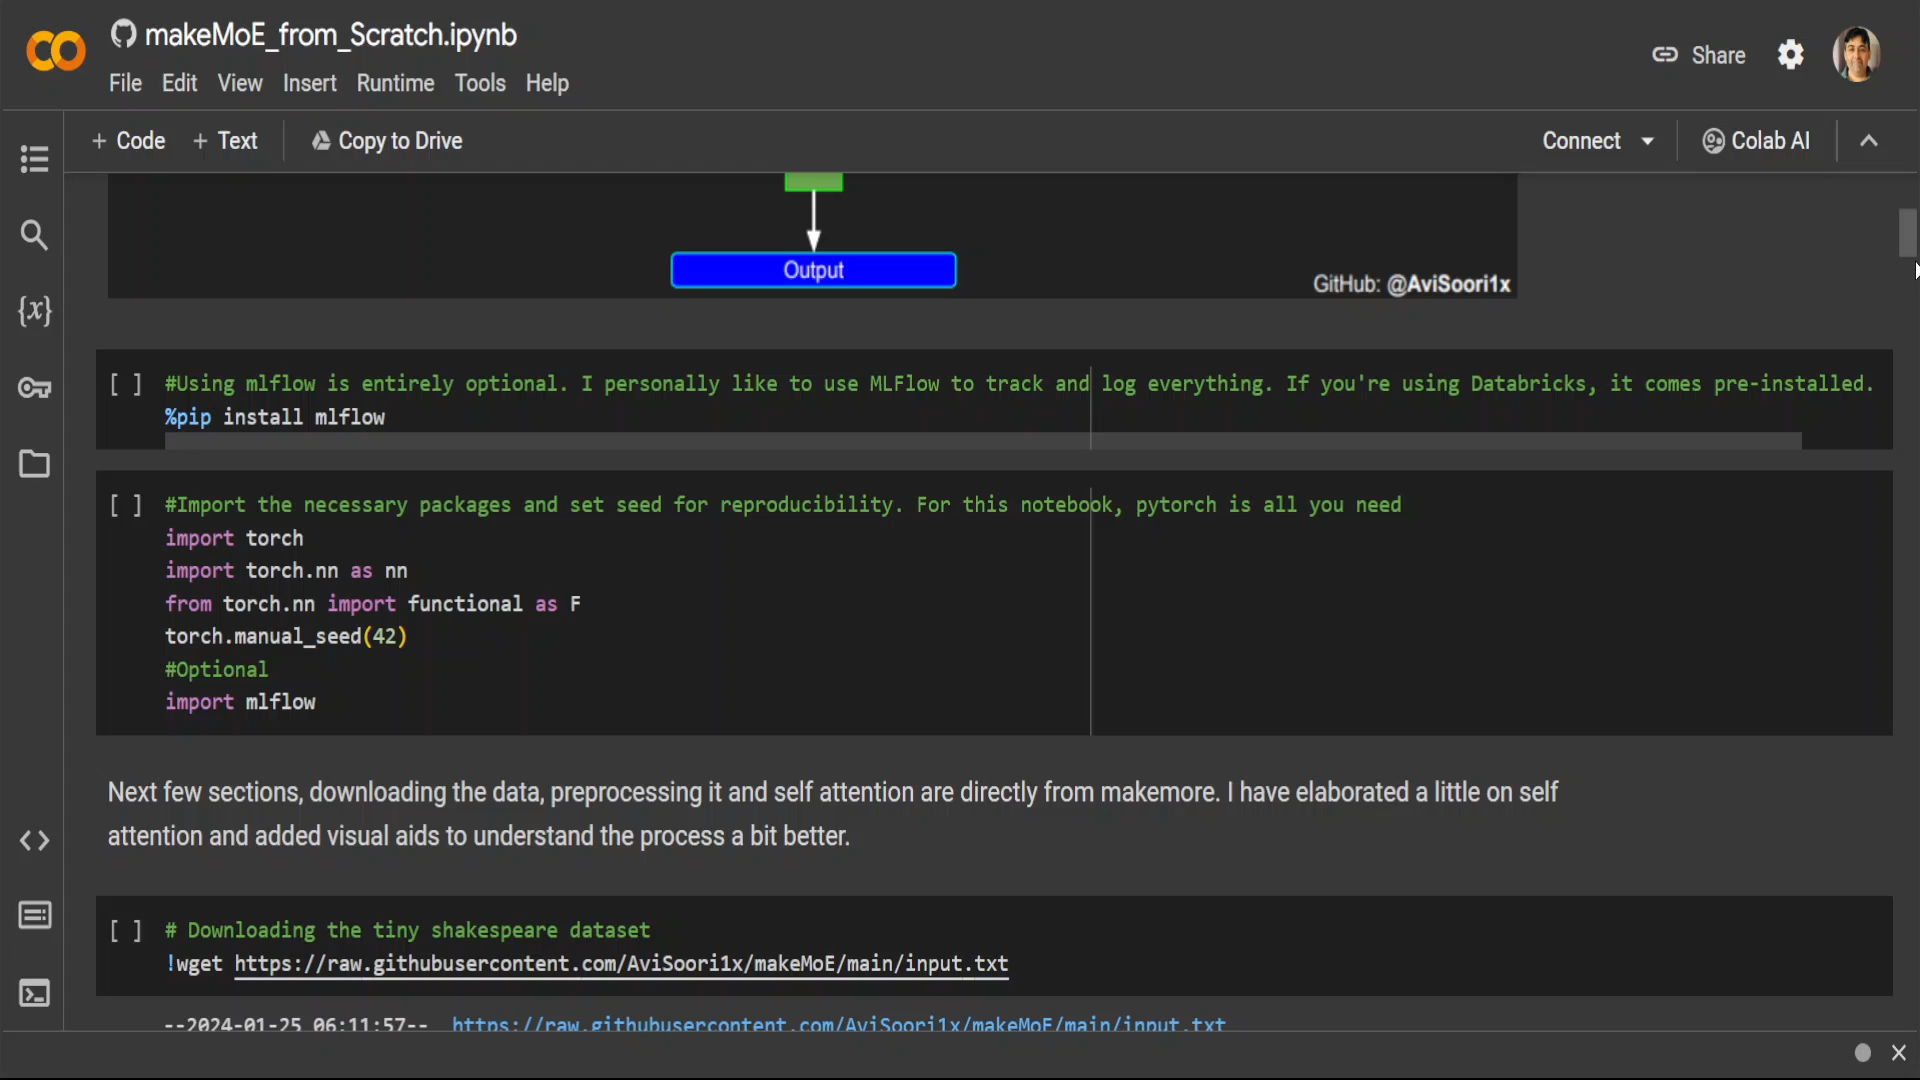 makeMoE_from_Scratch.ipynb
Share
File Edit View Insert Runtime Tools Help
+ Code + Text Copy to Drive
Connect Colab AI
Output
GitHub: @AviSoori1x
{x}
[ ] #Using mlflow is entirely optional. I personally like to use MLFlow to track and log everything. If you're using Databricks, it comes pre-installed.
%pip install mlflow
[ ] #Import the necessary packages and set seed for reproducibility. For this notebook, pytorch is all you need
import torch
import torch.nn as nn
from torch.nn import functional as F
torch.manual_seed(42)
#Optional
import mlflow
Next few sections, downloading the data, preprocessing it and self attention are directly from makemore. I have elaborated a little on self
attention and added visual aids to understand the process a bit better.
[ ] # Downloading the tiny shakespeare dataset
!wget https://raw.githubusercontent.com/AviSoori1x/makeMoE/main/input.txt
--2024-01-25 06:11:57-- https://raw.githubusercontent.com/AviSoori1x/makeMoE/main/input.txt